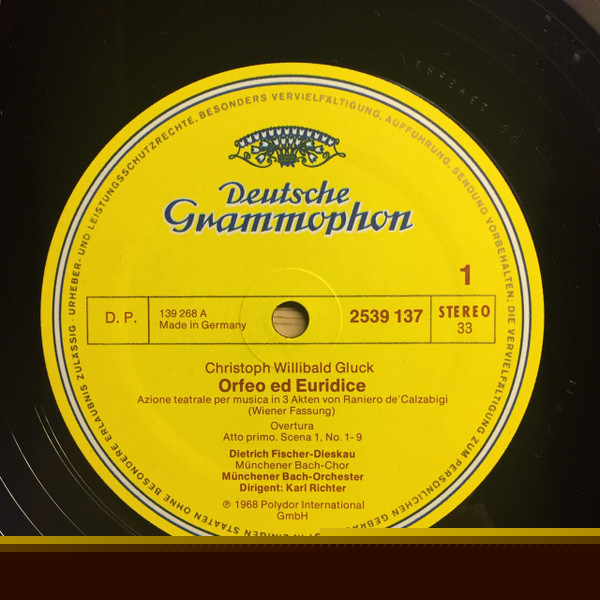 Deutsche
Grammophon
1
D. P.
139 268 A
Made in Germany
2539 137
STEREO
33
Christoph Willibald Gluck
Orfeo ed Euridice
Azione teatrale per musica in 3 Akten von Raniero de'Calzabigi
(Wiener Fassung)
Overtura
Atto primo. Scena 1, No. 1-9
Dietrich Fischer-Dieskau
Münchener Bach-Chor
Münchener Bach-Orchester
Dirigent: Karl Richter
℗ 1968 Polydor International
GmbH
URHEBER- UND LEISTUNGSSCHUTZRECHTE, BESONDERS VERVIELFÄLTIGUNG, AUFFÜHRUNG, SENDUNG VORBEHALTEN; DIE VERVIELFÄLTIGUNG ZUM PERSÖNLICHEN IN EINIGEN STAATEN OHNE BESONDERE ERLAUBNIS ZULÄSSIG ·